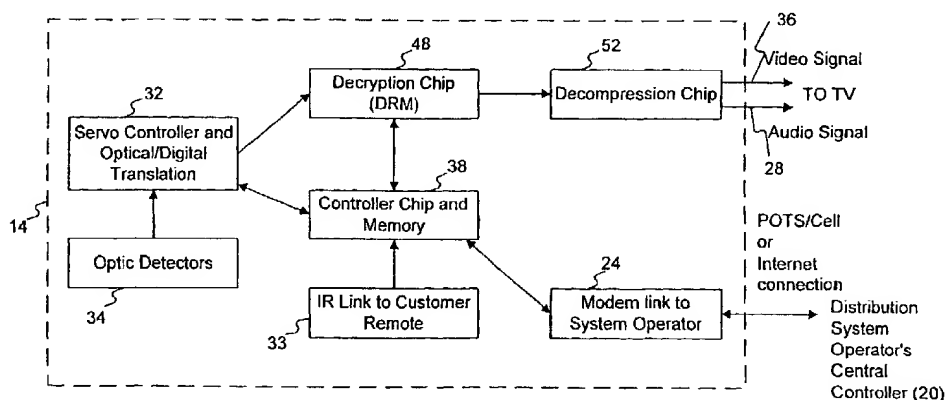 36
48
52
Video Signal
Decryption Chip
(DRM)
Decompression Chip
TO TV
32
Servo Controller and
Optical/Digital
Translation
Audio Signal
28
38
Controller Chip and
Memory
14
POTS/Cell
or
Internet
connection
Optic Detectors
24
34
IR Link to Customer
Remote
33
Modem link to
System Operator
Distribution
System
Operator's
Central
Controller (20)